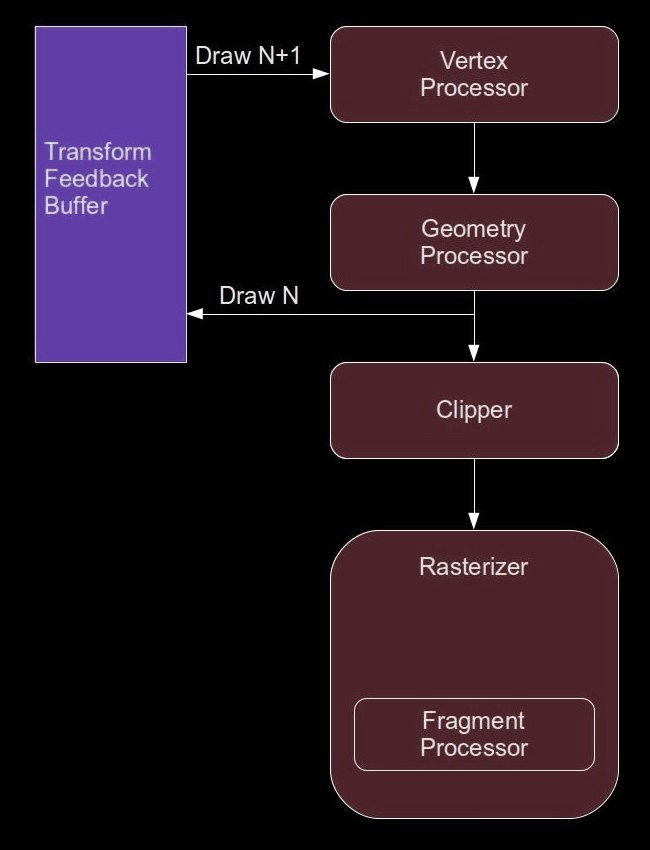 Draw N+1
Vertex
Processor
Transform
Feedback
Buffer
Geometry
Processor
Draw N
Clipper
Rasterizer
Fragment
Processor